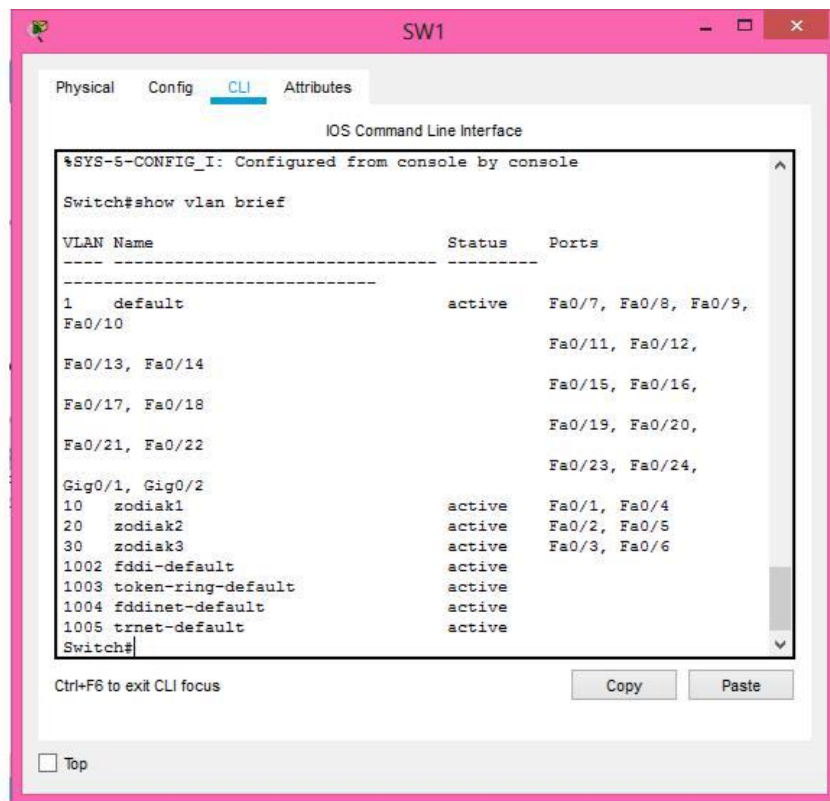 SW1
Physical Config CLI Attributes
IOS Command Line Interface
%SYS-5-CONFIG_I: Configured from console by console
Switch#show vlan brief
VLAN Name Status Ports
---- -------------------------------- ---------
-------------------------------
1 default active Fa0/7, Fa0/8, Fa0/9,
Fa0/10
Fa0/11, Fa0/12,
Fa0/13, Fa0/14
Fa0/15, Fa0/16,
Fa0/17, Fa0/18
Fa0/19, Fa0/20,
Fa0/21, Fa0/22
Fa0/23, Fa0/24,
Gig0/1, Gig0/2
10 zodiak1 active Fa0/1, Fa0/4
20 zodiak2 active Fa0/2, Fa0/5
30 zodiak3 active Fa0/3, Fa0/6
1002 fddi-default active
1003 token-ring-default active
1004 fddinet-default active
1005 trnet-default active
Switch#
Ctrl+F6 to exit CLI focus Copy Paste
Top